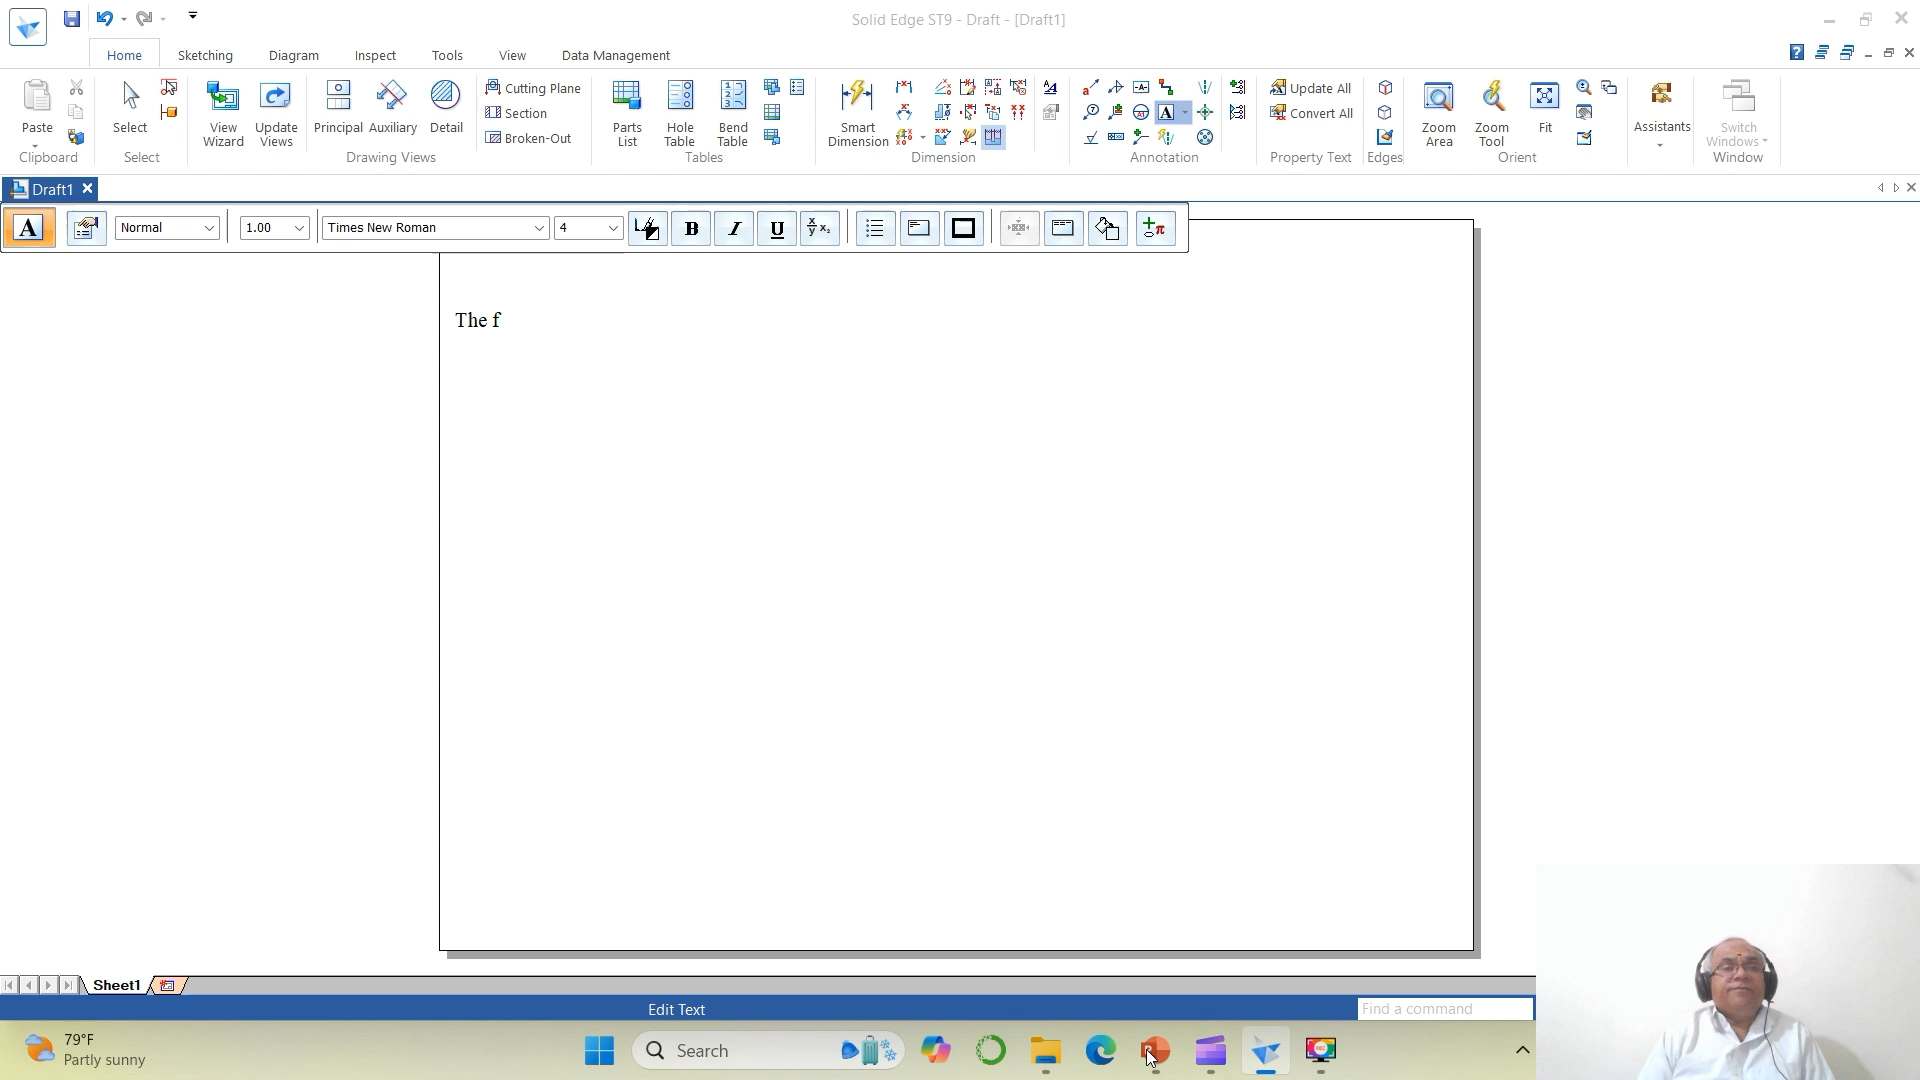 Solid Edge ST9 - Draft - [Draft1]
Home Sketching Diagram Inspect Tools View Data Management
Paste
Clipboard
Select
Select
View Wizard
Update Views
Principal
Auxiliary
Detail
Cutting Plane
Section
Broken-Out
Drawing Views
Parts List
Hole Table
Bend Table
Tables
Smart Dimension
Dimension
Annotation
Update All
Convert All
Property Text
Edges
Zoom Area
Zoom Tool
Fit
Orient
Assistants
Switch Windows
Window
Draft1
A Normal 1.00 Times New Roman 4 B I U
The f
Sheet1
Edit Text
Find a command
79°F
Partly sunny
Search